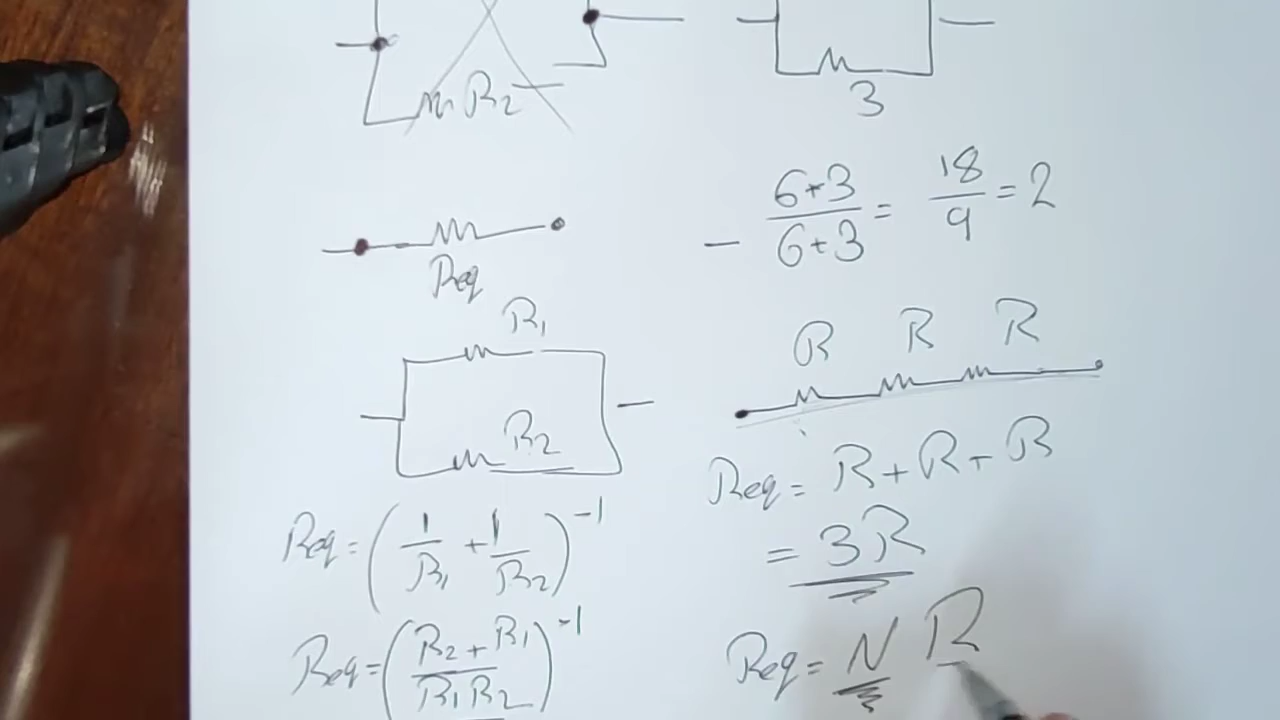 R2
3
6+3/6+3 = 18/9 = 2
Req
R1
R2
R R R
Req = (1/R1 + 1/R2)^-1
Req = R+R+R
= 3R
Req = (R2+R1/R1R2)^-1
Req = N R